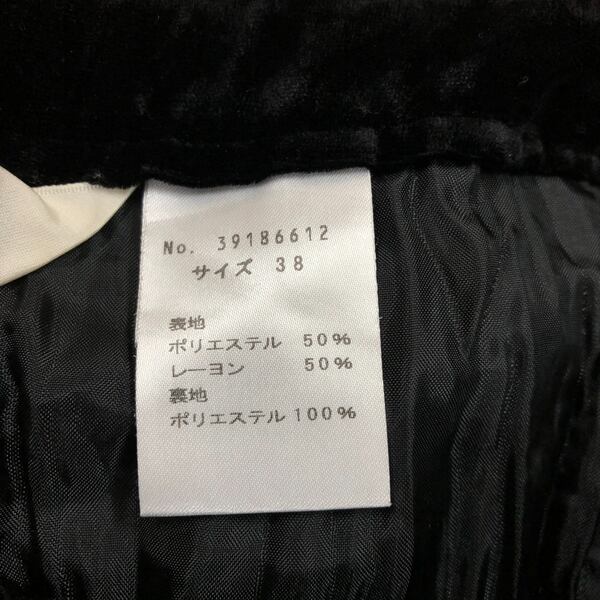 No. 39186612
サイズ 38
表地
ポリエステル 50%
レーヨン 50%
裏地
ポリエステル 100%